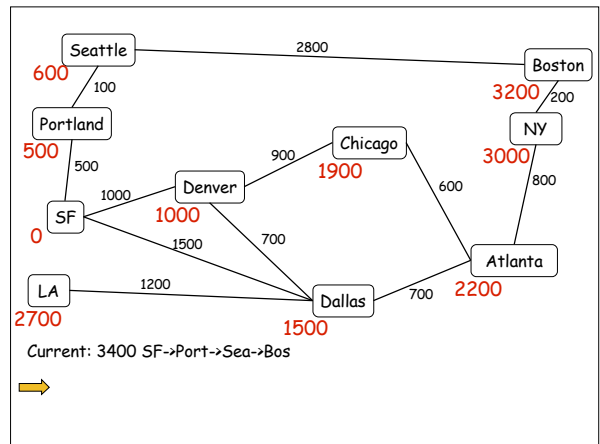 2800
Seattle
Boston
600
100
3200
200
Portland
NY
500
900
Chicago
3000
500
1900
800
1000
Denver
600
SF
1000
0
1500
700
Atlanta
LA
1200
700
2200
2700
Dallas
1500
Current: 3400 SF->Port->Sea->Bos